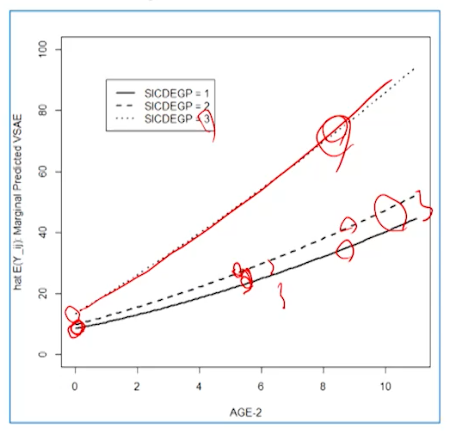 100
80
60
40
20
0
hat E(Y_ij): Marginal Predicted VSAE
SICDEGP = 1
SICDEGP = 2
SICDEGP = 3
0 2 4 6 8 10
AGE-2